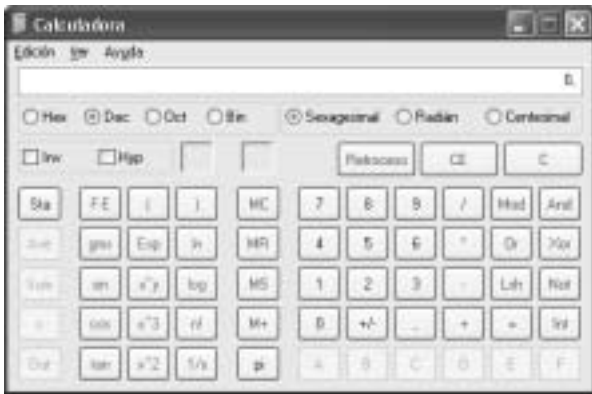 Calculadora
Edición Ver Ayuda
0.
Hex Dec Oct Bin Sexagesimal Radián Centesimal
Inv Hyp Retroceso CE C
Sta F-E ( ) MC 7 8 9 / Mod And
Ave gms Exp ln MR 4 5 6 * Or Xor
Sum sin x^y log MS 1 2 3 - Lsh Not
s cos x^3 n! M+ 0 +/- + = Int
Dat tan x^2 1/x pi A B C D E F